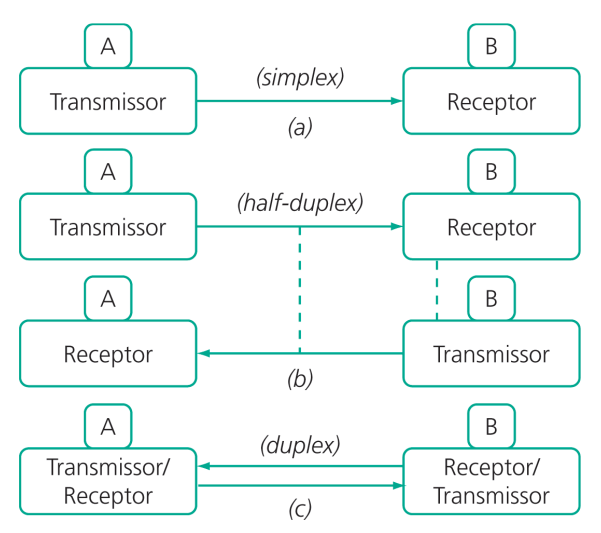 A
B
(simplex)
Transmissor
Receptor
(a)
A
B
(half-duplex)
Transmissor
Receptor
A
B
Receptor
Transmissor
(b)
A
B
(duplex)
Transmissor/
Receptor
Receptor/
Transmissor
(c)